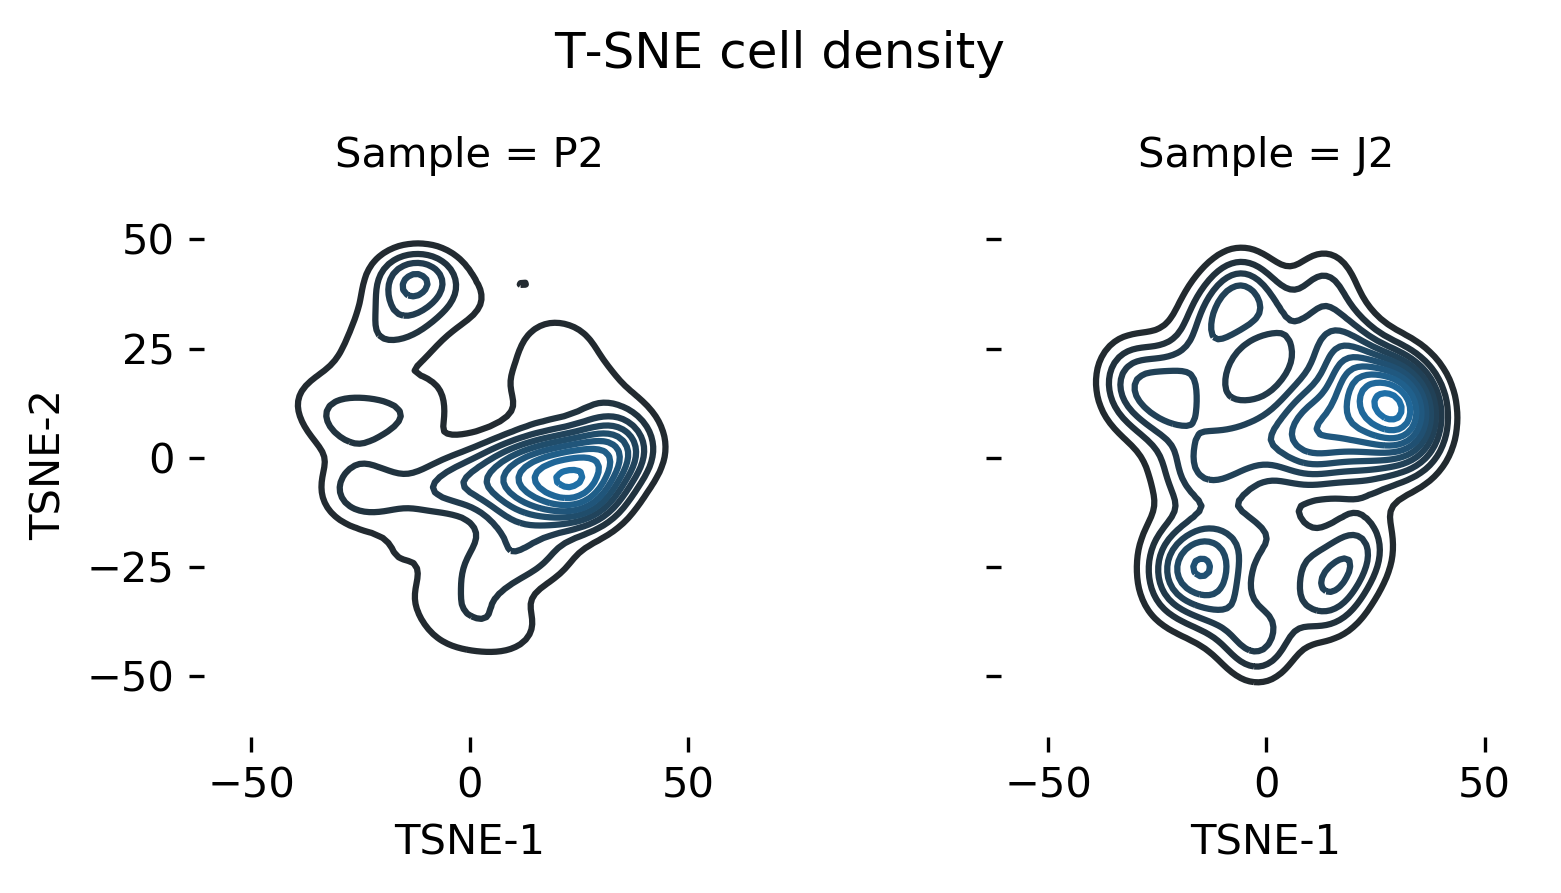 T-SNE cell density
Sample = P2
Sample = J2
50
25
0
−25
−50
TSNE-2
−50 0 50
−50 0 50
TSNE-1
TSNE-1